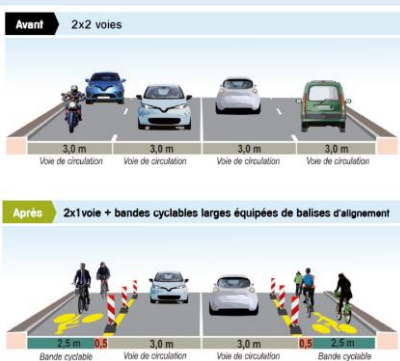 Avant 2x2 voies
3,0 m 3,0 m 3,0 m 3,0 m
Voie de circulation Voie de circulation Voie de circulation Voie de circulation
Après 2x1voie + bandes cyclables larges équipées de balises d'alignement
2,5 m 0,5 3,0 m 3,0 m 0,5 2,5 m
Bande cyclable Voie de circulation Voie de circulation Bande cyclable